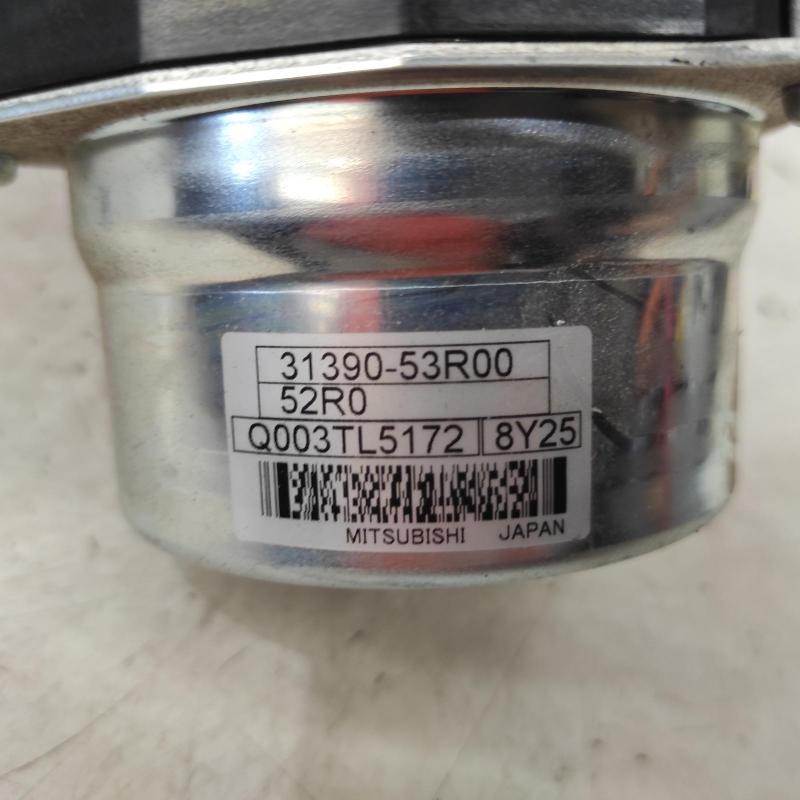 31390-53R00
52R0
Q003TL5172 8Y25
MITSUBISHI JAPAN